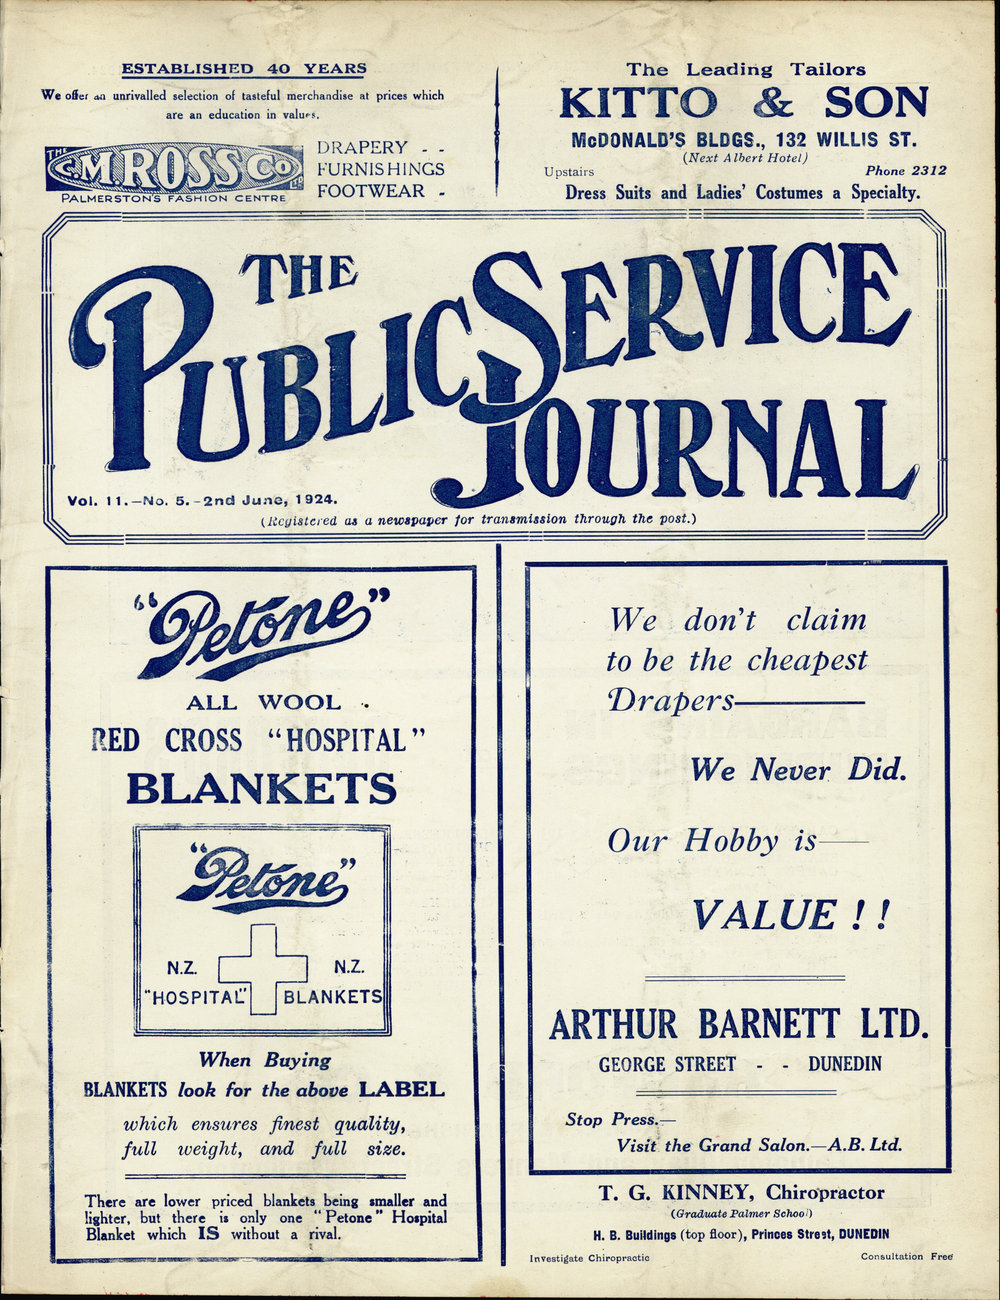 ESTABLISHED 40 YEARS
We offer an unrivalled selection of tasteful merchandise at prices which
are an education in values.
THE C.M. ROSS Co LTD
PALMERSTON'S FASHION CENTRE
DRAPERY - -
FURNISHINGS
FOOTWEAR -
The Leading Tailors
KITTO & SON
McDONALD'S BLDGS., 132 WILLIS ST.
(Next Albert Hotel)
Upstairs Phone 2312
Dress Suits and Ladies' Costumes a Specialty.
THE
PUBLIC SERVICE
JOURNAL
Vol. 11.—No. 5.-2nd June, 1924.
(Registered as a newspaper for transmission through the post.)
"Petone"
ALL WOOL
RED CROSS "HOSPITAL"
BLANKETS
"Petone"
N.Z. N.Z.
"HOSPITAL" BLANKETS
When Buying
BLANKETS look for the above LABEL
which ensures finest quality,
full weight, and full size.
There are lower priced blankets being smaller and
lighter, but there is only one "Petone" Hospital
Blanket which IS without a rival.
We don't claim
to be the cheapest
Drapers—
We Never Did.
Our Hobby is—
VALUE ! !
ARTHUR BARNETT LTD.
GEORGE STREET - - DUNEDIN
Stop Press.—
Visit the Grand Salon.—A.B. Ltd.
T. G. KINNEY, Chiropractor
(Graduate Palmer School)
H. B. Buildings (top floor), Princes Street, DUNEDIN
Investigate Chiropractic Consultation Free